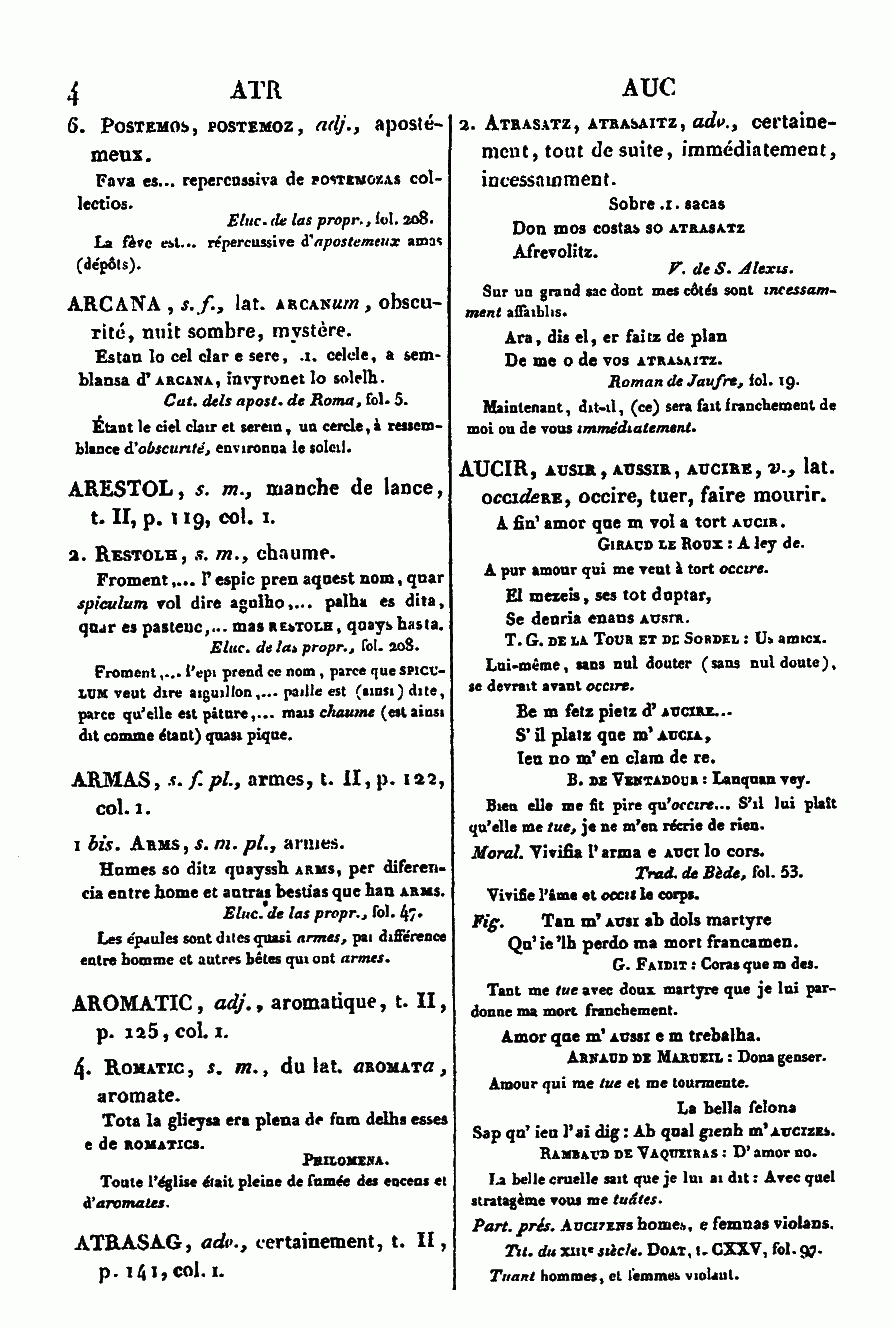 4 ATR AUC
6. Postemos, postemoz, adj., aposté-
meux.
Fava es... repercussiva de postemozas col-
lectios.
Eluc. de las propr., fol. 208.
La fève est... répercussive d'apostemeux amas
(dépôts).
ARCANA, s. f., lat. arcanum, obscu-
rité, nuit sombre, mystère.
Estan lo cel clar e sere, .i. celcle, a sem-
blansa d'arcana, invyronet lo solelh.
Cat. dels apost. de Roma, fol. 5.
Étant le ciel clair et serein, un cercle, à ressem-
blance d'obscurité, environna le soleil.
ARESTOL, s. m., manche de lance,
t. II, p. 119, col. 1.
2. Restolh, s. m., chaume.
Froment,... l'espic pren aquest nom, quar
spiculum vol dire agulho,... palha es dita,
quar es pastenc,... mas restolh, quays hasta.
Eluc. de las propr., fol. 208.
Froment,... l'epi prend ce nom, parce que spicu-
lum veut dire aiguillon,... paille est (ainsi) dite,
parce qu'elle est pâture,... mais chaume (est ainsi
dit comme étant) quasi pique.
ARMAS, s. f. pl., armes, t. II, p. 122,
col. 1.
1 bis. Arms, s. m. pl., armes.
Humes so ditz quayssh arms, per diferen-
cia entre home et autras bestias que han arms.
Eluc. de las propr., fol. 47.
Les épaules sont dites quasi armes, par différence
entre homme et autres bêtes qui ont armes.
AROMATIC, adj., aromatique, t. II,
p. 125, col. 1.
4. Romatic, s. m., du lat. aromata,
aromate.
Tota la glieysa era plena de fum delhs esses
e de romatics.
Philomena.
Toute l'église était pleine de fumée des encens et
d'aromates.
ATRASAG, adv., certainement, t. II,
p. 141, col. 1.
2. Atrasatz, atrasaitz, adv., certaine-
ment, tout de suite, immédiatement,
incessamment.
Sobre .i. sacas
Don mos costas so atrasatz
Afrevolitz.
V. de S. Alexis.
Sur un grand sac dont mes côtés sont incessam-
ment affaiblis.
Ara, dis el, er faitz de plan
De me o de vos atrasaitz.
Roman de Jaufre, fol. 19.
Maintenant, dit-il, (ce) sera fait franchement de
moi ou de vous immédiatement.
AUCIR, ausir, aussir, aucire, v., lat.
occidere, occire, tuer, faire mourir.
A fin' amor que m vol a tort aucir.
Giraud le Roux : A ley de.
A pur amour qui me veut à tort occire.
El mezeis, ses tot duptar,
Se deuria enans ausir.
T. G. de la Tour et de Sordel : Us amicx.
Lui-même, sans nul douter (sans nul doute),
se devrait avant occire.
Be m fetz pietz d'aucire...
S'il platz que m'aucia,
Ieu no m'en clam de re.
B. de Ventadour : Lanquan vey.
Bien elle me fit pire qu'occire... S'il lui plaît
qu'elle me tue, je ne m'en récrie de rien.
Moral. Vivifia l'arma e auci lo cors.
Trad. de Bède, fol. 53.
Vivifie l'âme et occis le corps.
Fig. Tan m'ausi ab dols martyre
Qu'ie'lh perdo ma mort francamen.
G. Faidit : Coras que m des.
Tant me tue avec doux martyre que je lui par-
donne ma mort franchement.
Amor que m'aussi e m trebalha.
Arnaud de Marueil : Dona genser.
Amour qui me tue et me tourmente.
La bella felona
Sap qu'ieu l'ai dig : Ab qual gienh m'aucizes.
Rambaud de Vaqueiras : D'amor no.
La belle cruelle sait que je lui ai dit : Avec quel
stratagème vous me tuátes.
Part. prés. Aucizens homes, e femnas violans.
Tit. du xiiie siècle. Doat, t. CXXV, fol. 97.
Tuant hommes, et femmes violant.